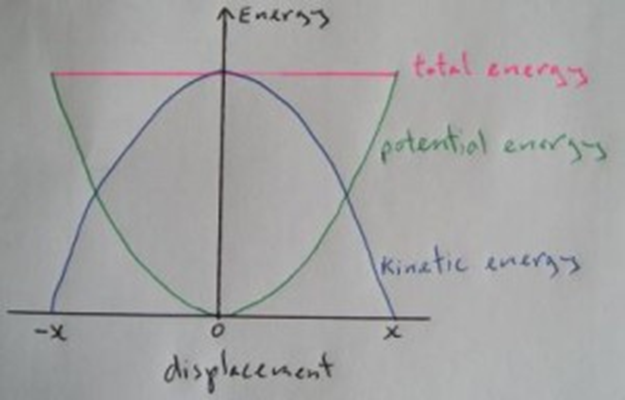 Energy
total energy
potential energy
kinetic energy
-x 0 x
displacement